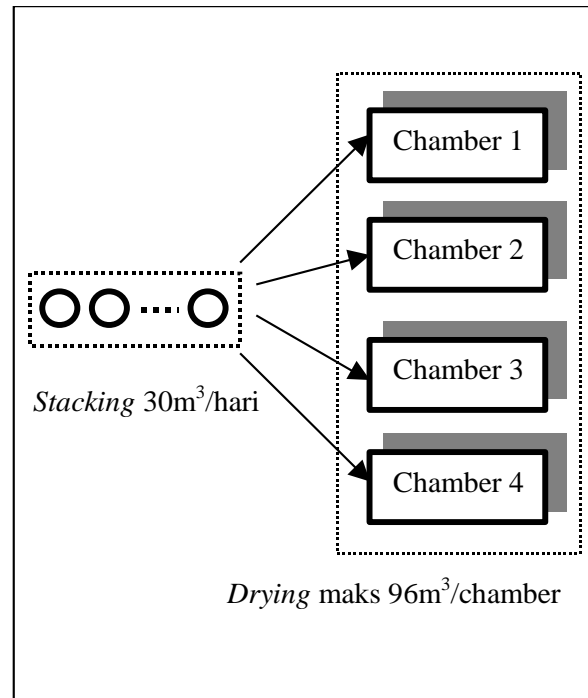 Chamber 1
Chamber 2
Chamber 3
Chamber 4
Stacking 30m³/hari
Drying maks 96m³/chamber